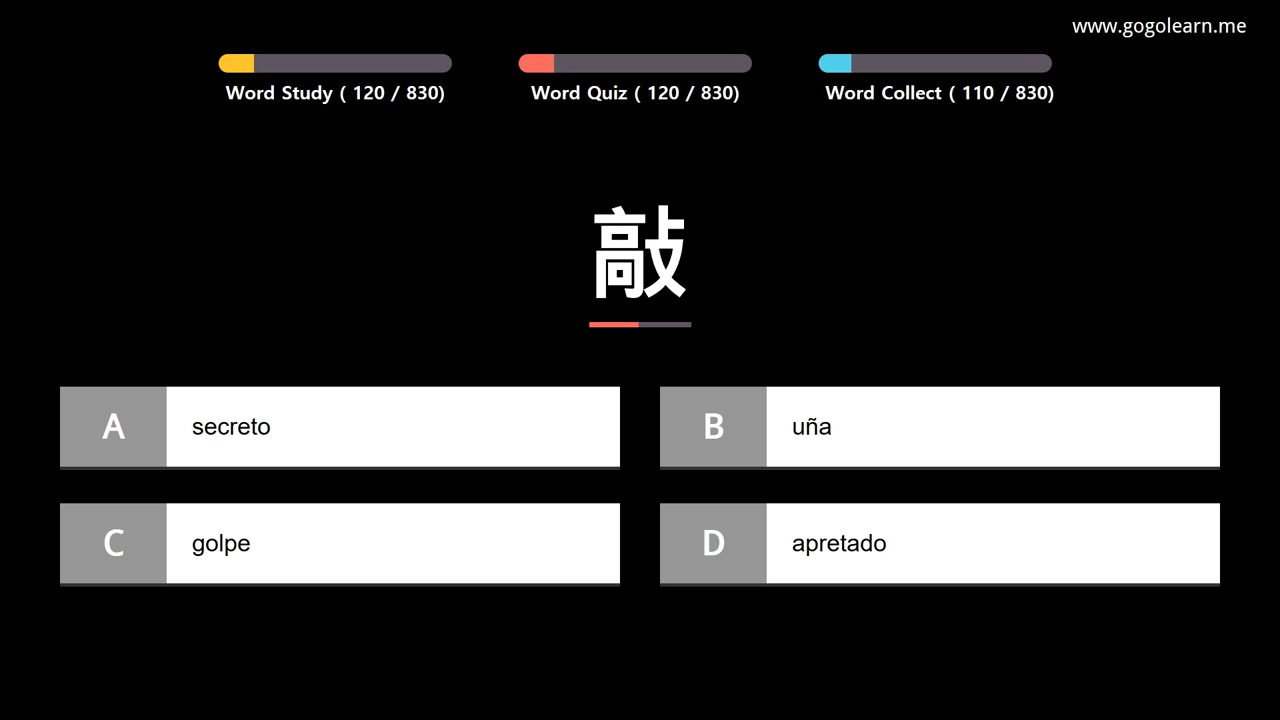 www.gogolearn.me
Word Study ( 120 / 830)
Word Quiz ( 120 / 830)
Word Collect ( 110 / 830)
敲
A secreto
B uña
C golpe
D apretado